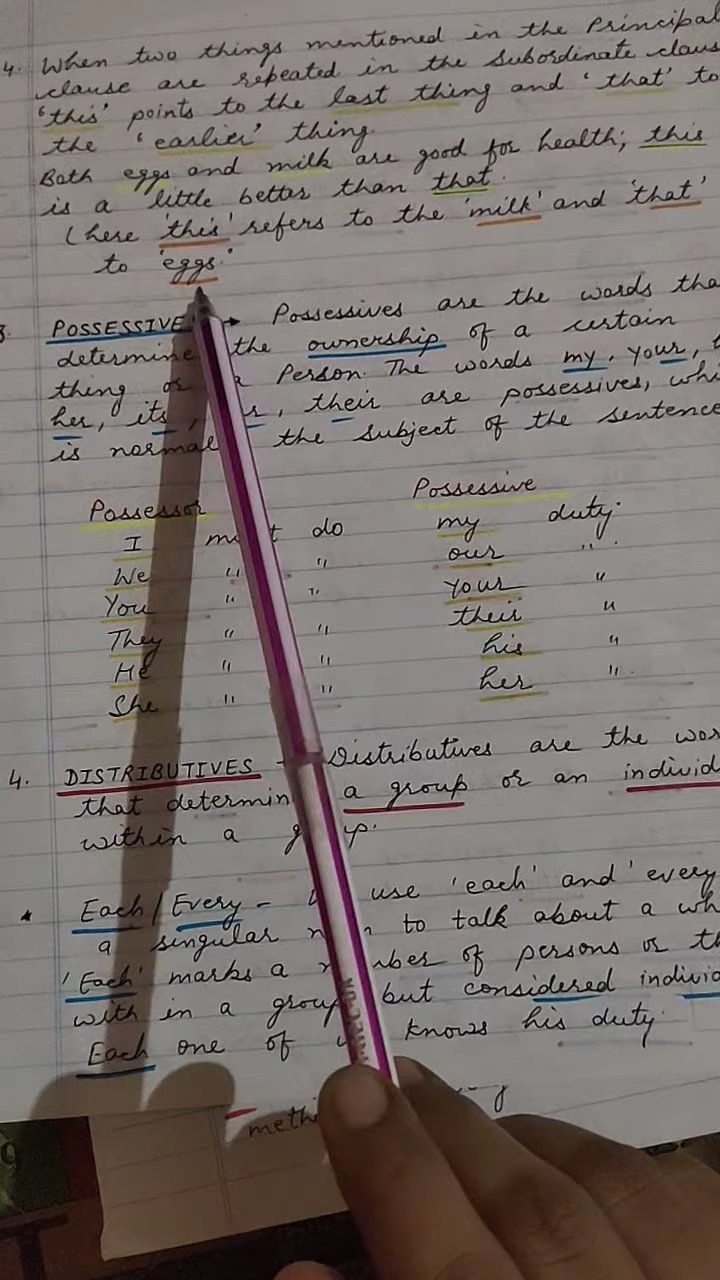 4. When two things mentioned in the Principal
clause are repeated in the subordinate claus
'this' points to the last thing and 'that' to
the 'earlier' thing.
Both eggs and milk are good for health; this
is a little better than that.
(here 'this' refers to the 'milk' and 'that'
to 'eggs.'
3. POSSESSIVE → Possessives are the words tha
determine the ownership of a certain
thing or Person. The words my, your,
her, its, their are possessives, whi
is normal the subject of the sentence
Possessor Possessive
I do my duty.
We " " our "
You " " your "
They " " their "
He " " his "
She " " her "
4. DISTRIBUTIVES - Distributives are the wor
that determin a group or an individ
within a
* Each/Every - use 'each' and 'every
a singular to talk about a wh
'Each' marks a of persons or th
with in a group but considered individ
Each one of knows his duty.
methi